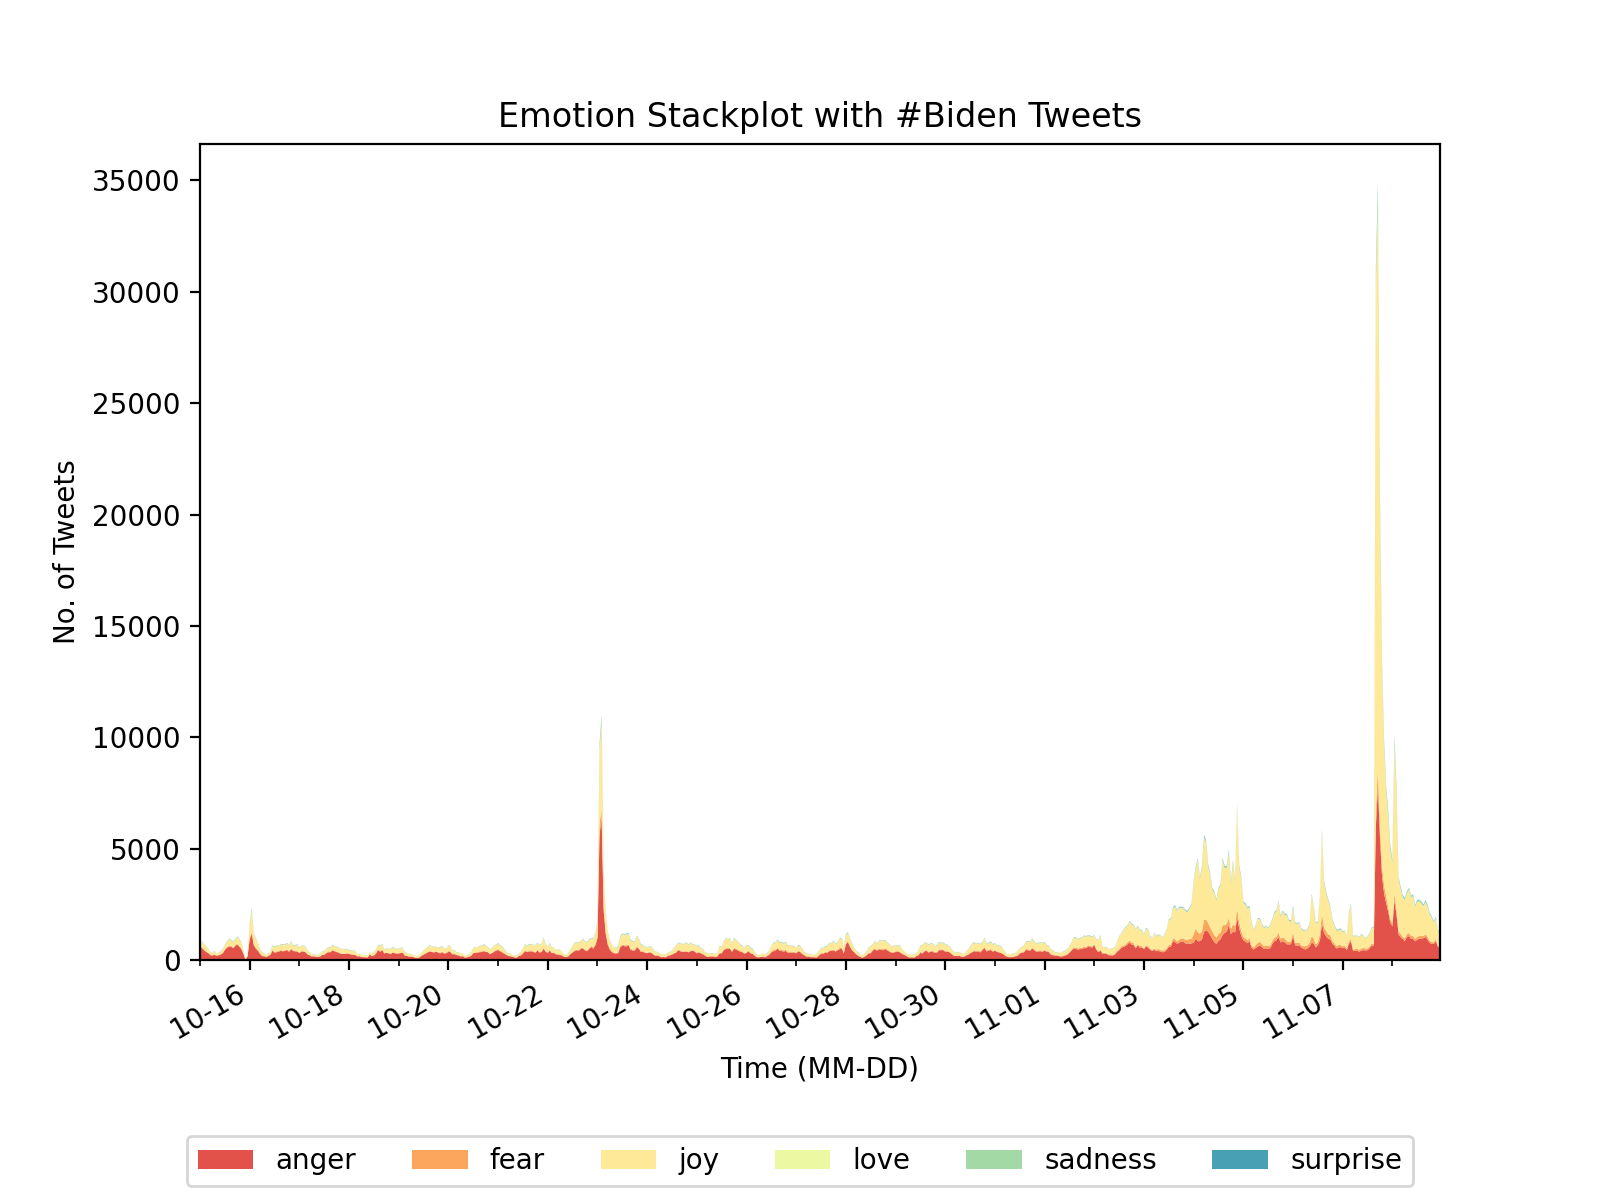 Emotion Stackplot with #Biden Tweets
35000
30000
25000
20000
15000
10000
5000
0
No. of Tweets
10-16 10-18 10-20 10-22 10-24 10-26 10-28 10-30 11-01 11-03 11-05 11-07
Time (MM-DD)
anger fear joy love sadness surprise